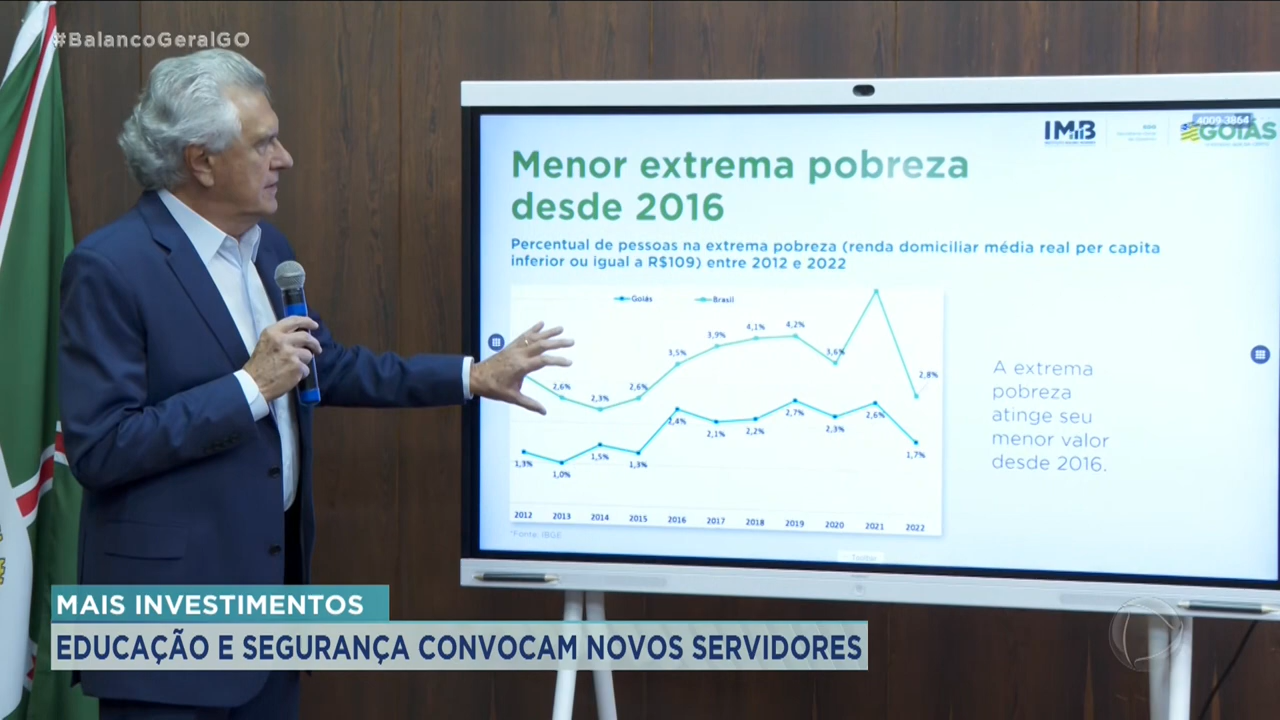 #BalancoGeralGO
IMB
4009-3864
GOIÁS
Menor extrema pobreza
desde 2016
Percentual de pessoas na extrema pobreza (renda domiciliar média real per capita
inferior ou igual a R$109) entre 2012 e 2022
Goiás
Brasil
2,6%
2,3%
2,6%
3,5%
3,9%
4,1%
4,2%
3,6%
2,8%
1,3%
1,0%
1,5%
1,3%
2,4%
2,1%
2,2%
2,7%
2,3%
2,6%
1,7%
2012 2013 2014 2015 2016 2017 2018 2019 2020 2021 2022
*Fonte: IBGE
A extrema
pobreza
atinge seu
menor valor
desde 2016.
MAIS INVESTIMENTOS
EDUCAÇÃO E SEGURANÇA CONVOCAM NOVOS SERVIDORES